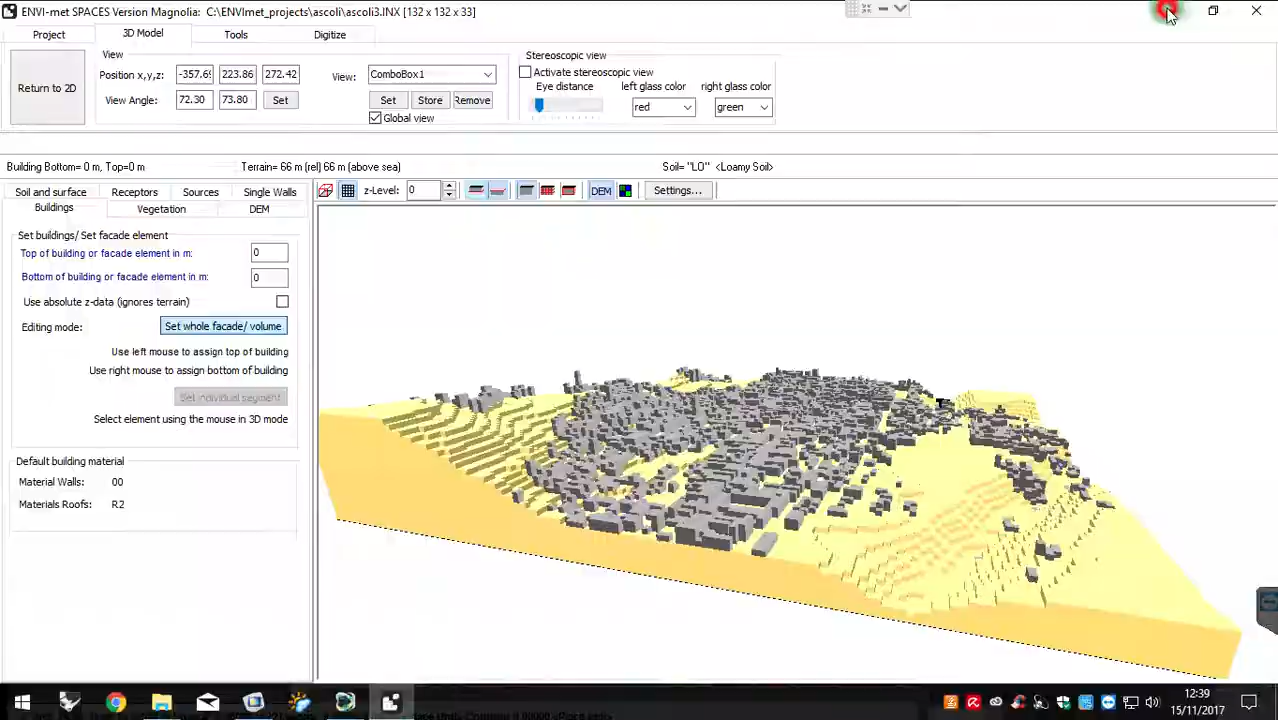 ENVI-met SPACES Version Magnolia: C:\ENVImet_projects\ascoli\ascoli3.INX [132 x 132 x 33]
Project
3D Model
Tools
Digitize
Return to 2D
View
Position x,y,z:
-357.69
223.86
272.42
View:
ComboBox1
View Angle:
72.30
73.80
Set
Set
Store
Remove
Global view
Stereoscopic view
Activate stereoscopic view
Eye distance
left glass color
right glass color
red
green
Building Bottom= 0 m, Top=0 m
Terrain= 66 m (rel) 66 m (above sea)
Soil= "LO" <Loamy Soil>
Soil and surface
Receptors
Sources
Single Walls
z-Level:
0
DEM
Settings...
Buildings
Vegetation
DEM
Set buildings/ Set facade element
Top of building or facade element in m:
0
Bottom of building or facade element in m:
0
Use absolute z-data (ignores terrain)
Editing mode:
Set whole facade/ volume
Use left mouse to assign top of building
Use right mouse to assign bottom of building
Set individual segment
Select element using the mouse in 3D mode
Default building material
Material Walls:
00
Materials Roofs:
R2
12:39
15/11/2017